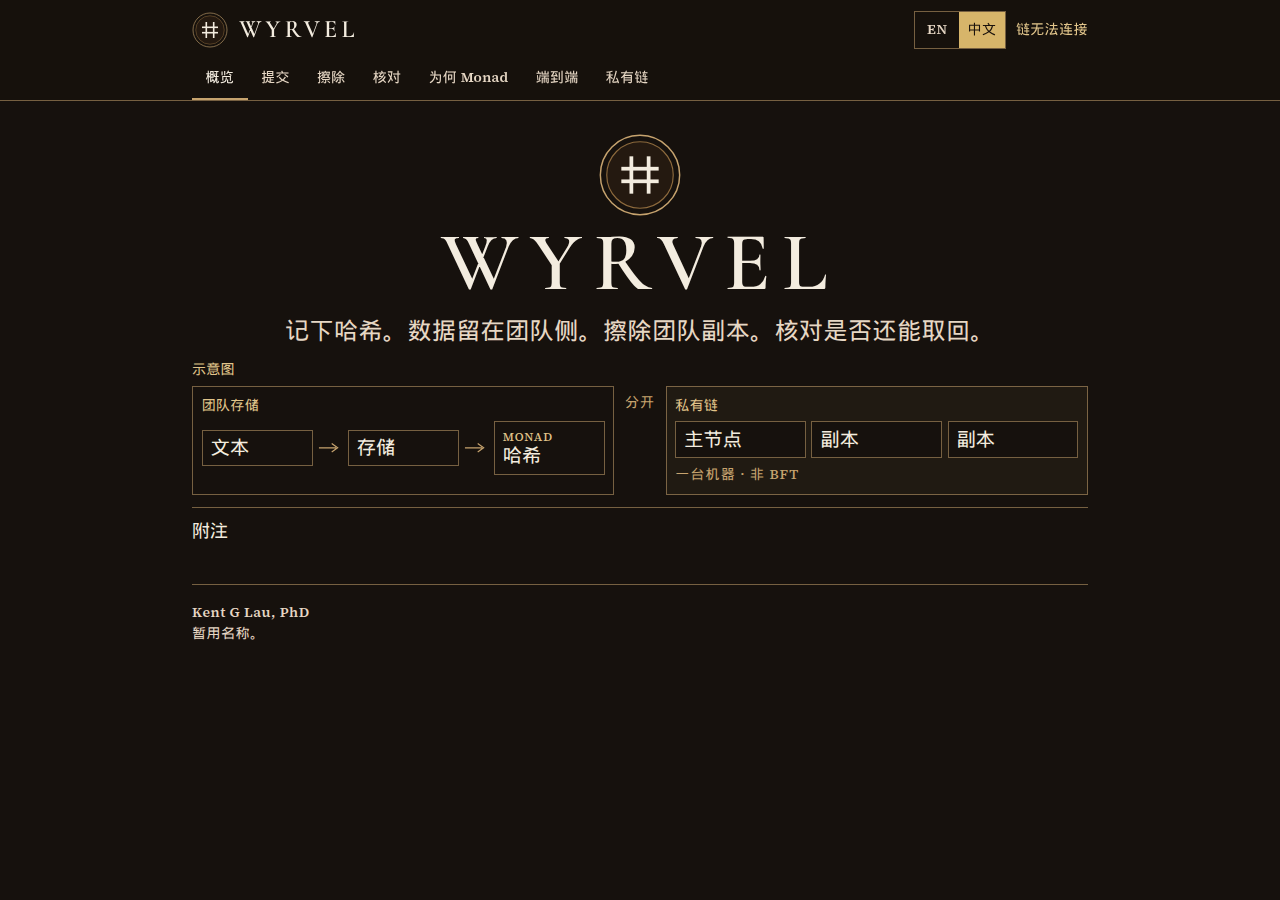 WYRVEL
EN 中文 链无法连接
概览 提交 擦除 核对 为何 Monad 端到端 私有链
WYRVEL
记下哈希。数据留在团队侧。擦除团队副本。核对是否还能取回。
示意图
团队存储
文本 → 存储 → MONAD 哈希
分开
私有链
主节点 副本 副本
一台机器 · 非 BFT
附注
Kent G Lau, PhD
暂用名称。